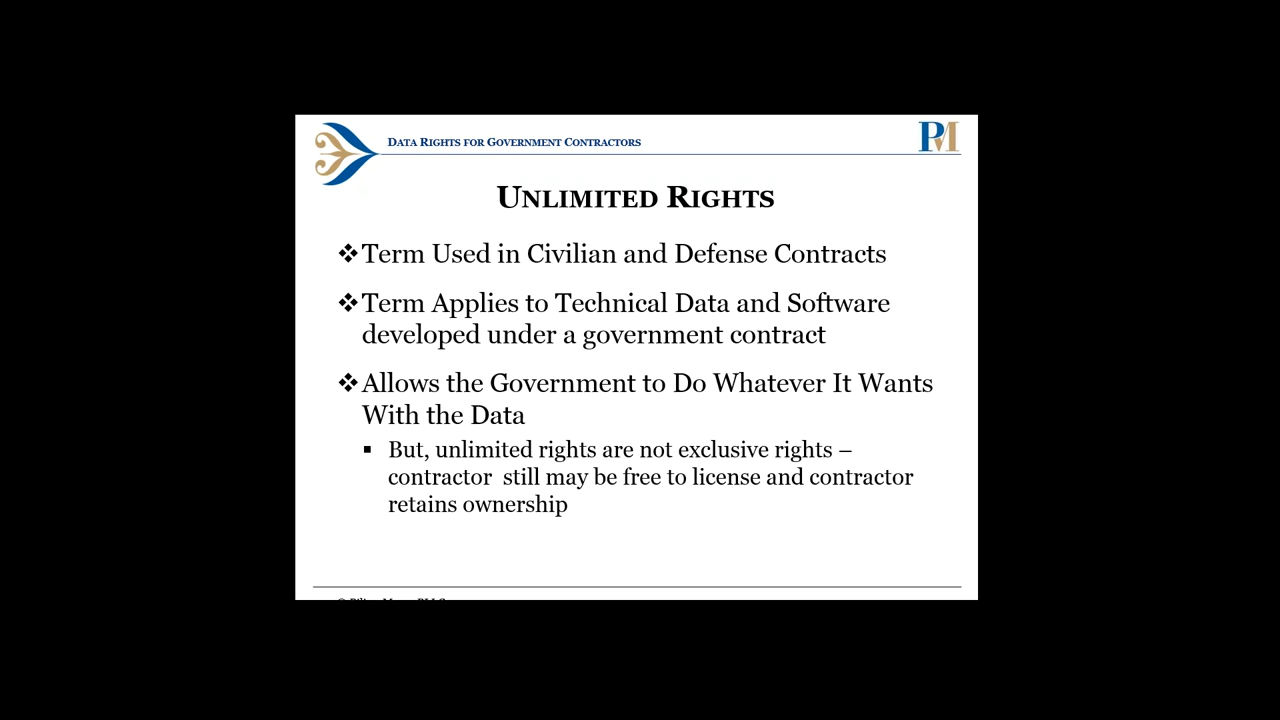 DATA RIGHTS FOR GOVERNMENT CONTRACTORS
PM
UNLIMITED RIGHTS
❖Term Used in Civilian and Defense Contracts
❖Term Applies to Technical Data and Software
developed under a government contract
❖Allows the Government to Do Whatever It Wants
With the Data
▪ But, unlimited rights are not exclusive rights –
contractor still may be free to license and contractor
retains ownership